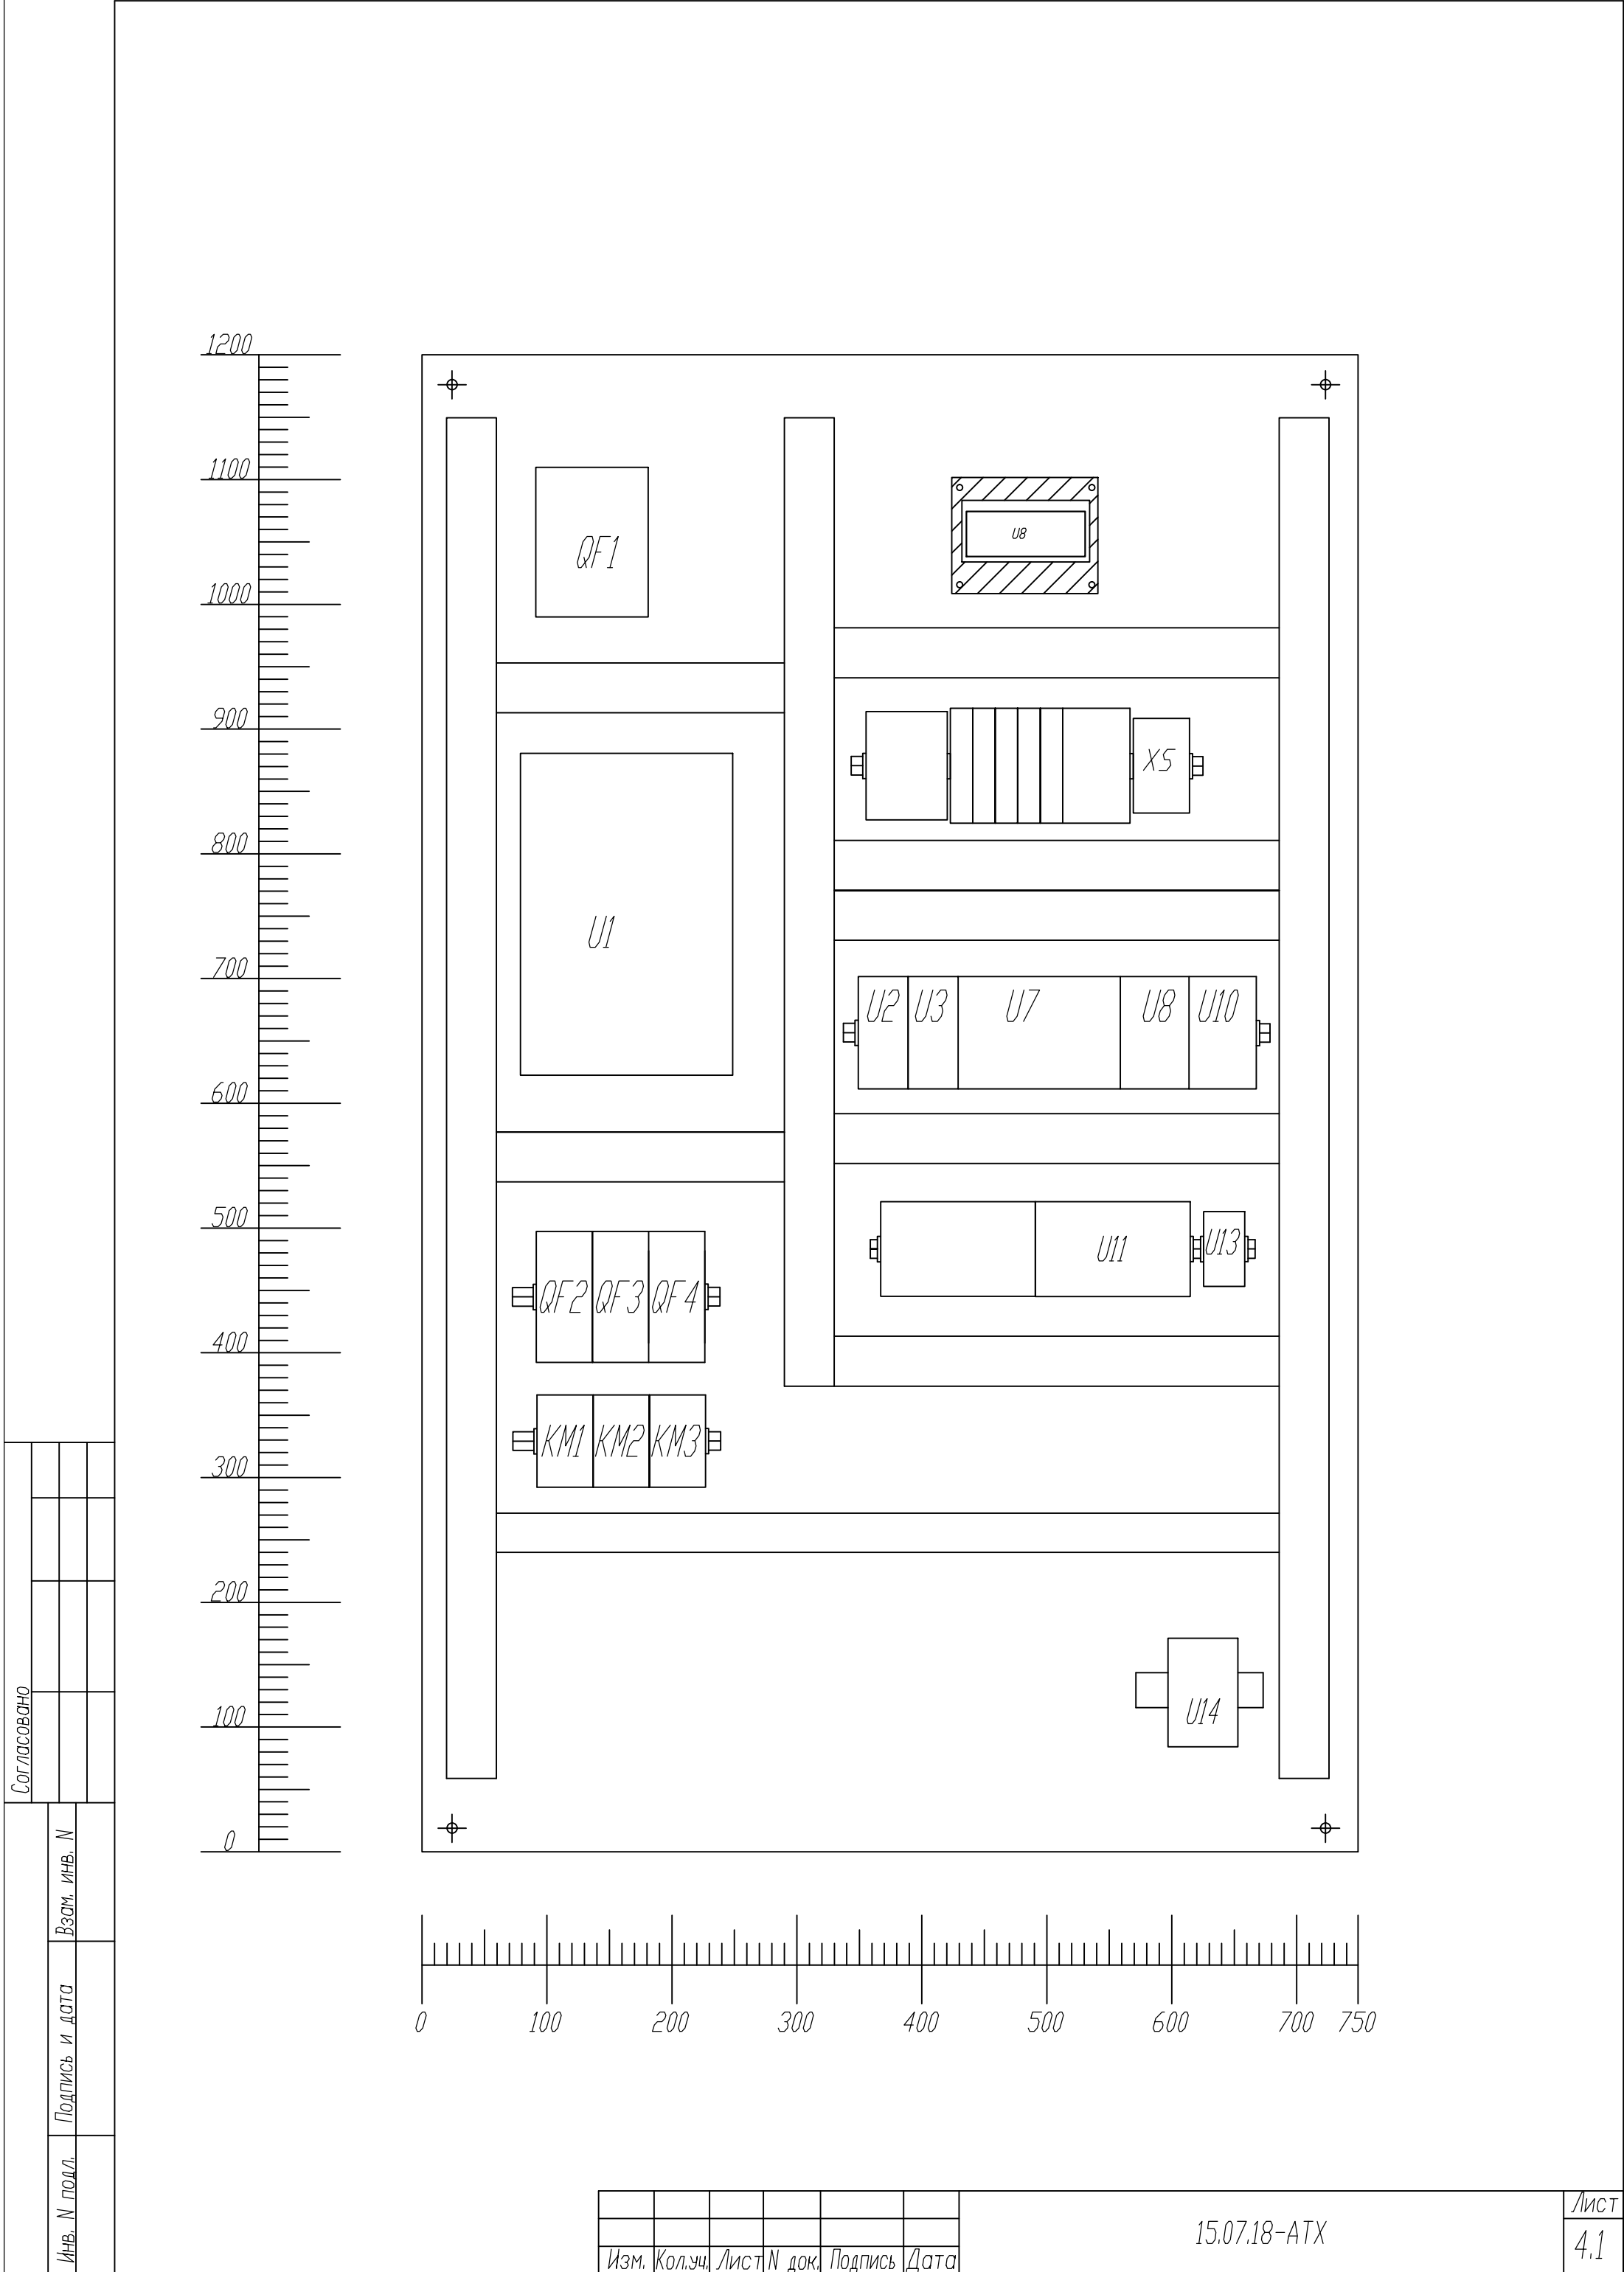 1200
1100
1000
900
800
700
600
500
400
300
200
100
0
QF1
U8
X5
U1
U2 U3 U7 U8 U10
U11 U13
QF2 QF3 QF4
KM1 KM2 KM3
U14
0 100 200 300 400 500 600 700 750
Согласовано
Взам. инв. N
Подпись и дата
Инв. N подл.
Изм. Кол.уч. Лист N док. Подпись Дата
15.07.18-АТХ
Лист
4.1